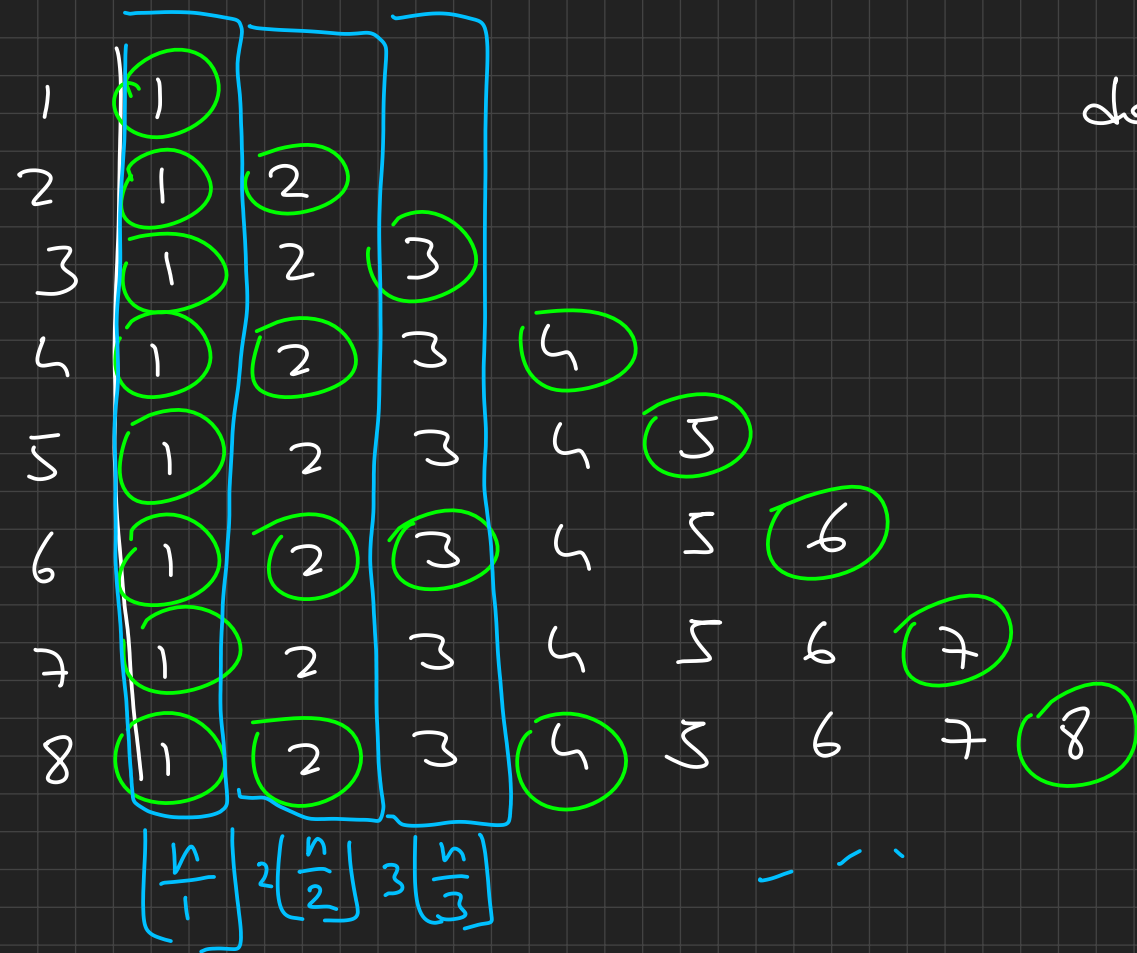 1 1
2 1 2
3 1 2 3
4 1 2 3 4
5 1 2 3 4 5
6 1 2 3 4 5 6
7 1 2 3 4 5 6 7
8 1 2 3 4 5 6 7 8
⌊n/1⌋ 2⌊n/2⌋ 3⌊n/3⌋ ...